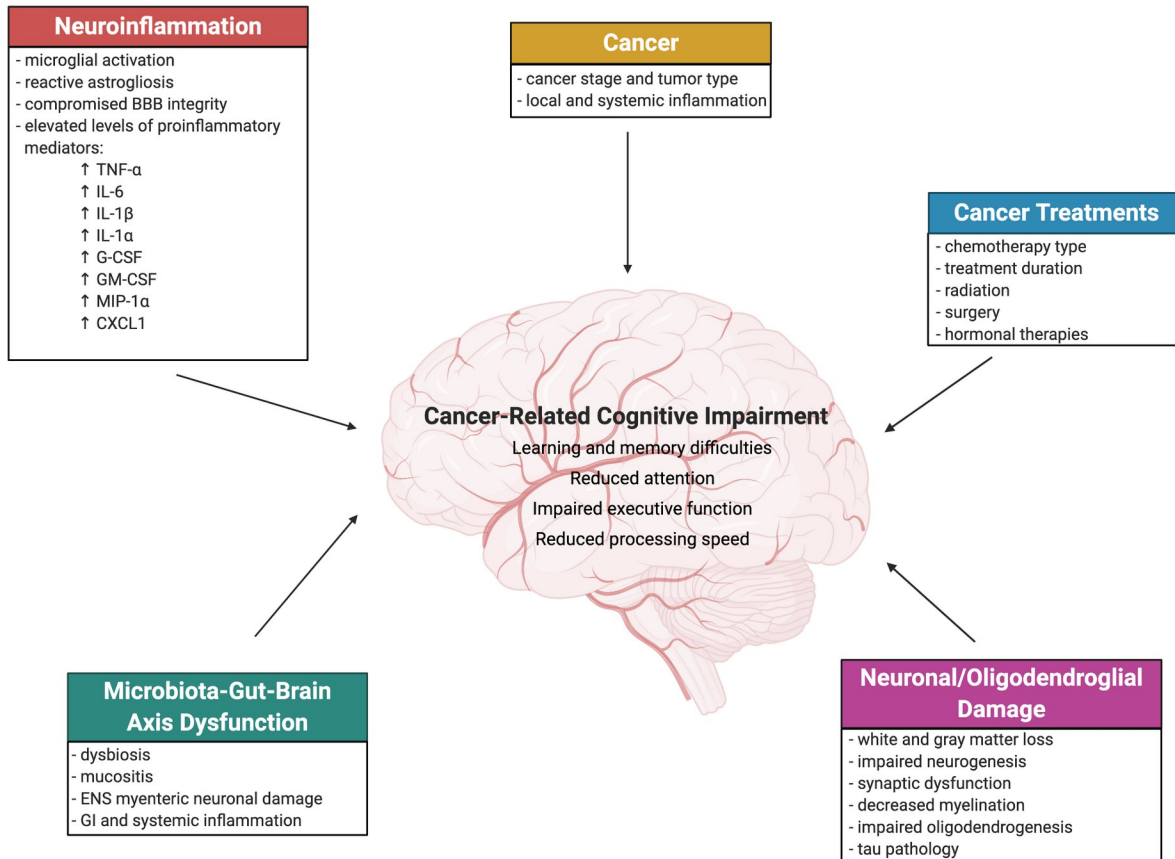 Neuroinflammation
- microglial activation
- reactive astrogliosis
- compromised BBB integrity
- elevated levels of proinflammatory
mediators:
↑ TNF-α
↑ IL-6
↑ IL-1β
↑ IL-1α
↑ G-CSF
↑ GM-CSF
↑ MIP-1α
↑ CXCL1
Cancer
- cancer stage and tumor type
- local and systemic inflammation
Cancer Treatments
- chemotherapy type
- treatment duration
- radiation
- surgery
- hormonal therapies
Cancer-Related Cognitive Impairment
Learning and memory difficulties
Reduced attention
Impaired executive function
Reduced processing speed
Microbiota-Gut-Brain
Axis Dysfunction
- dysbiosis
- mucositis
- ENS myenteric neuronal damage
- GI and systemic inflammation
Neuronal/Oligodendroglial
Damage
- white and gray matter loss
- impaired neurogenesis
- synaptic dysfunction
- decreased myelination
- impaired oligodendrogenesis
- tau pathology